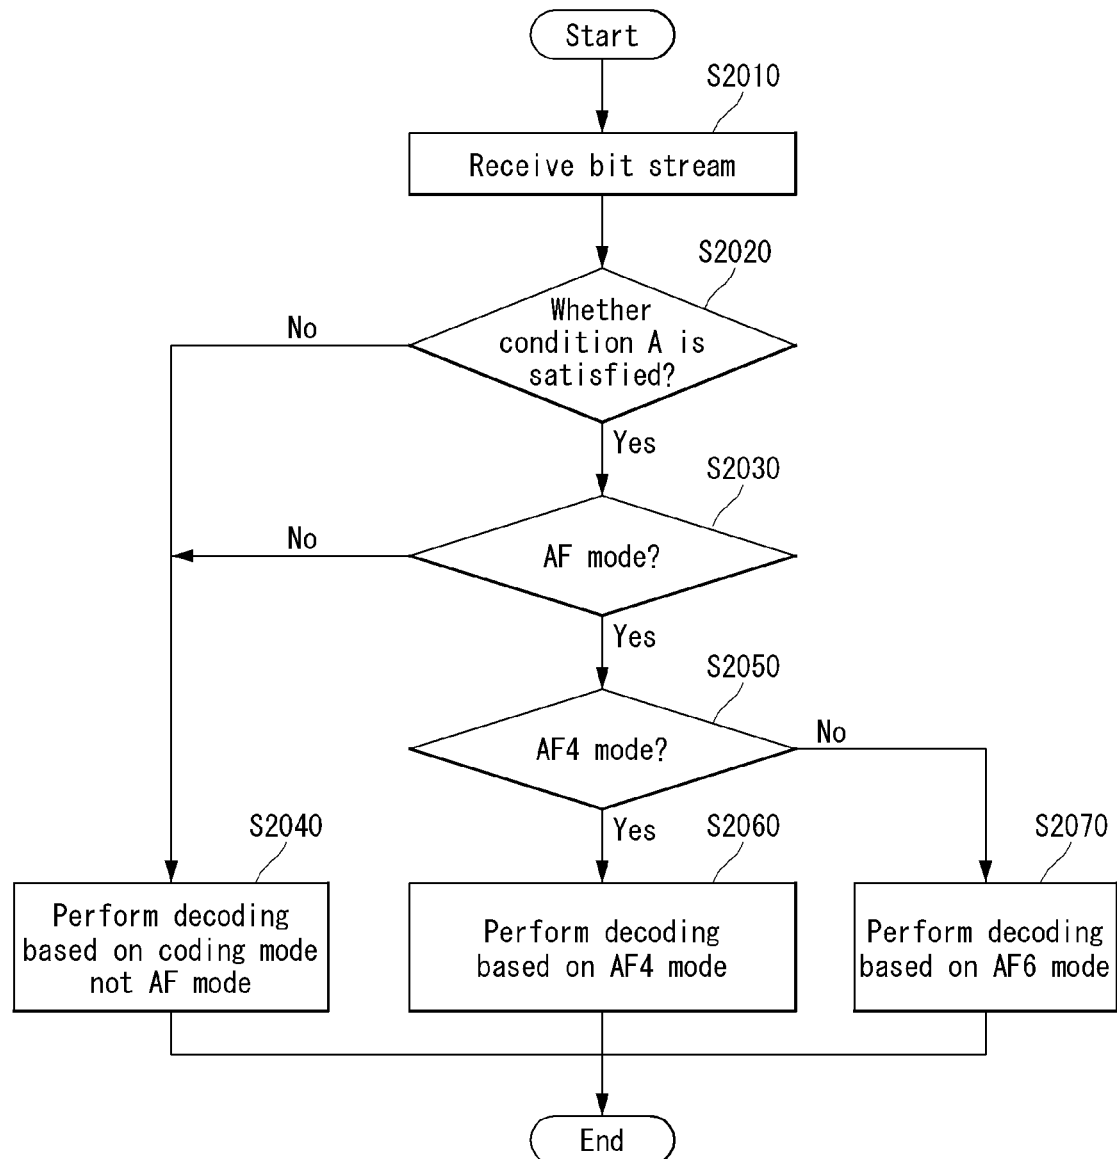 Start
S2010
Receive bit stream
S2020
Whether
condition A is
satisfied?
No
Yes
S2030
AF mode?
No
Yes
S2050
AF4 mode?
No
Yes
S2040
S2060
S2070
Perform decoding
based on coding mode
not AF mode
Perform decoding
based on AF4 mode
Perform decoding
based on AF6 mode
End